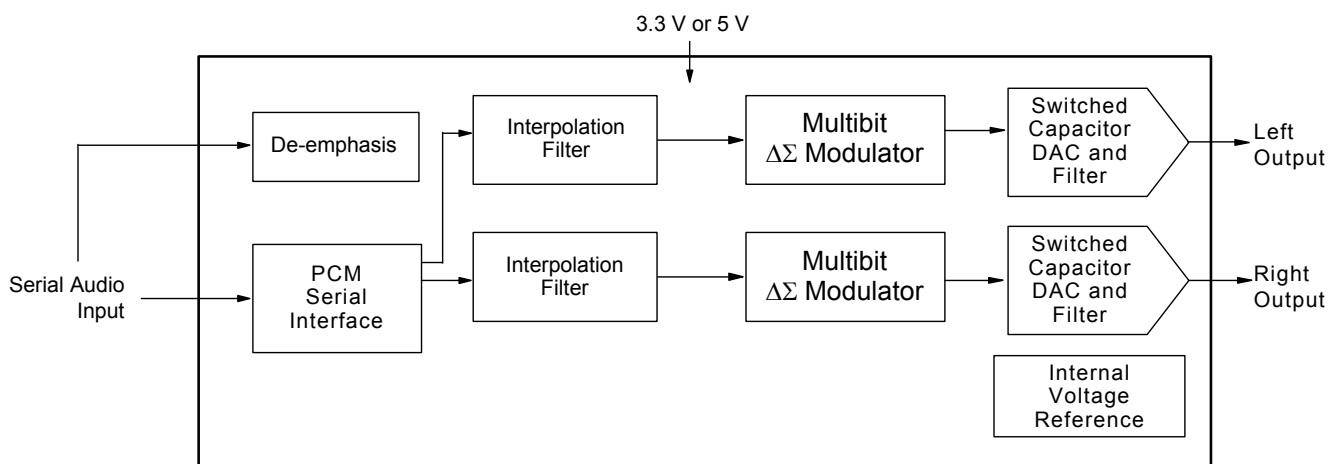 3.3 V or 5 V
De-emphasis
Interpolation
Filter
Multibit
ΔΣ Modulator
Switched
Capacitor
DAC and
Filter
Left
Output
Serial Audio
Input
PCM
Serial
Interface
Interpolation
Filter
Multibit
ΔΣ Modulator
Switched
Capacitor
DAC and
Filter
Right
Output
Internal
Voltage
Reference